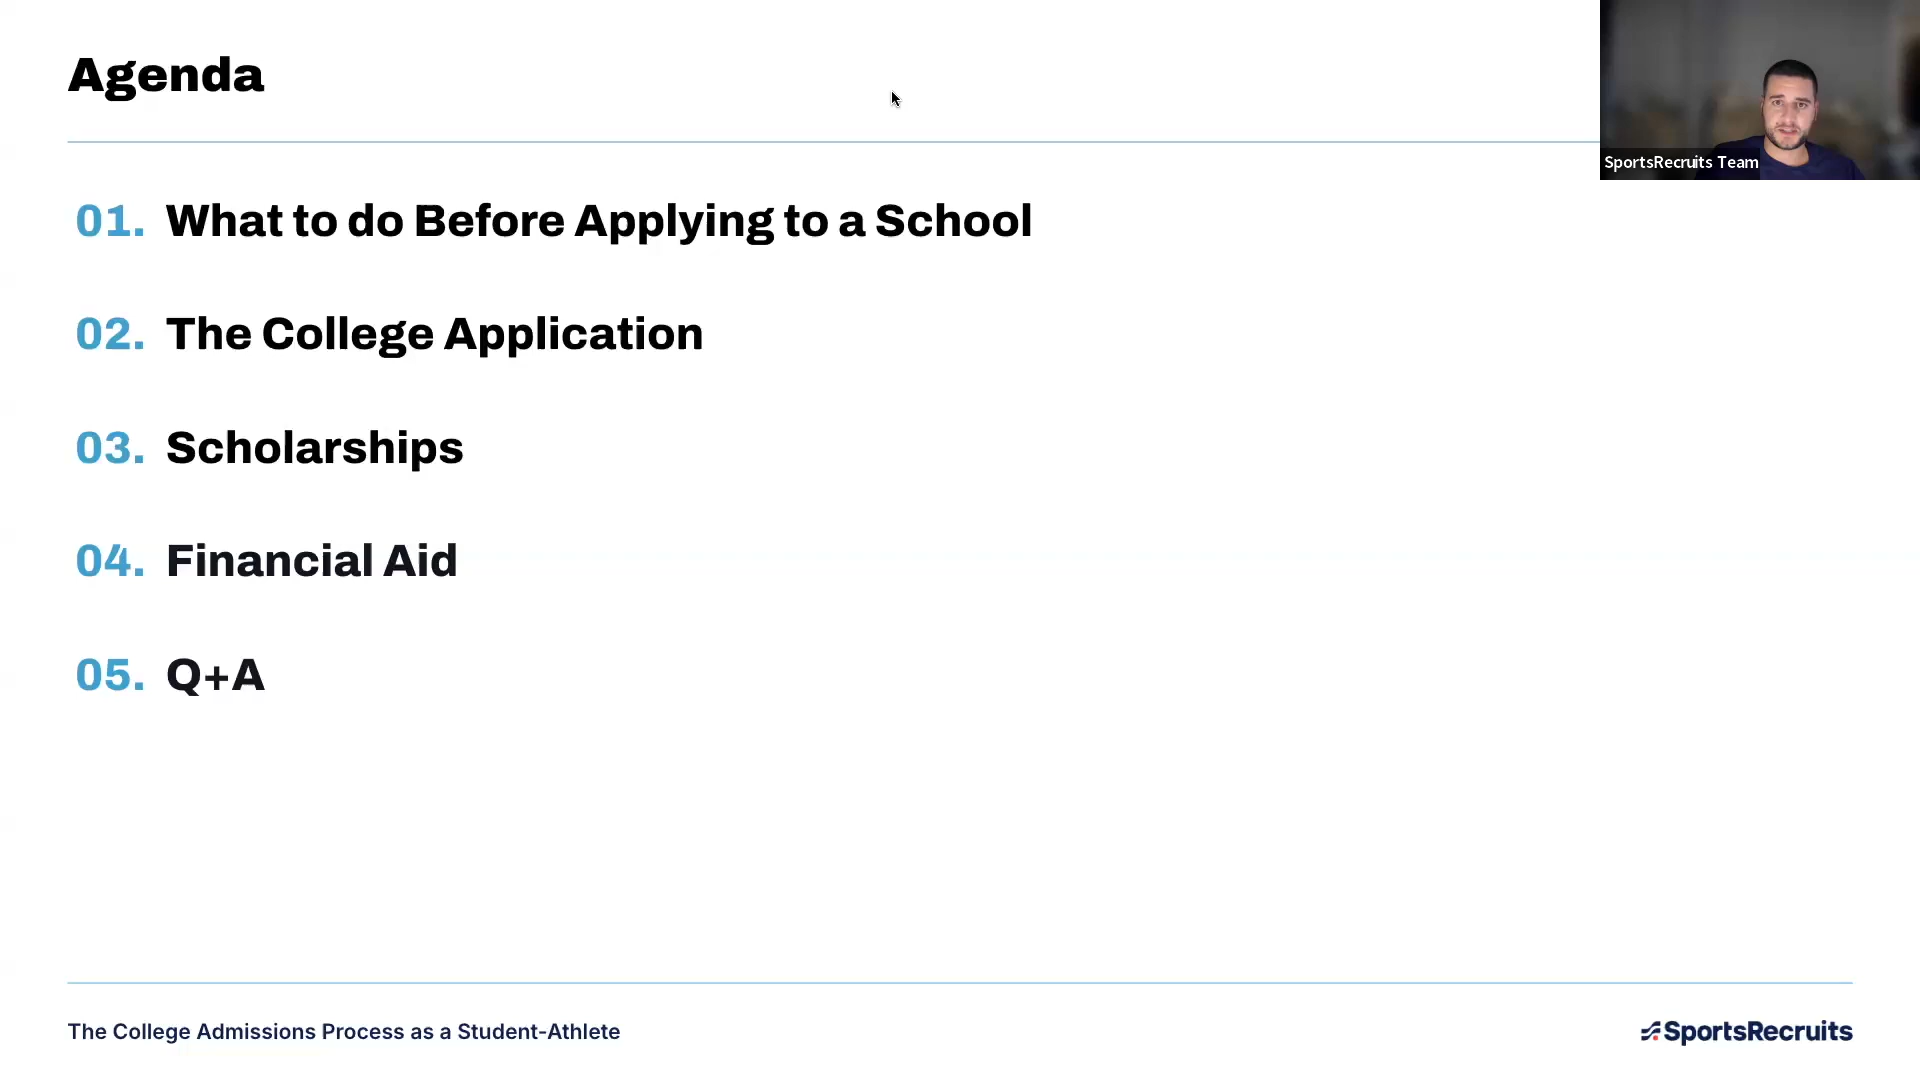 Agenda
SportsRecruits Team
01. What to do Before Applying to a School
02. The College Application
03. Scholarships
04. Financial Aid
05. Q+A
The College Admissions Process as a Student-Athlete
SportsRecruits